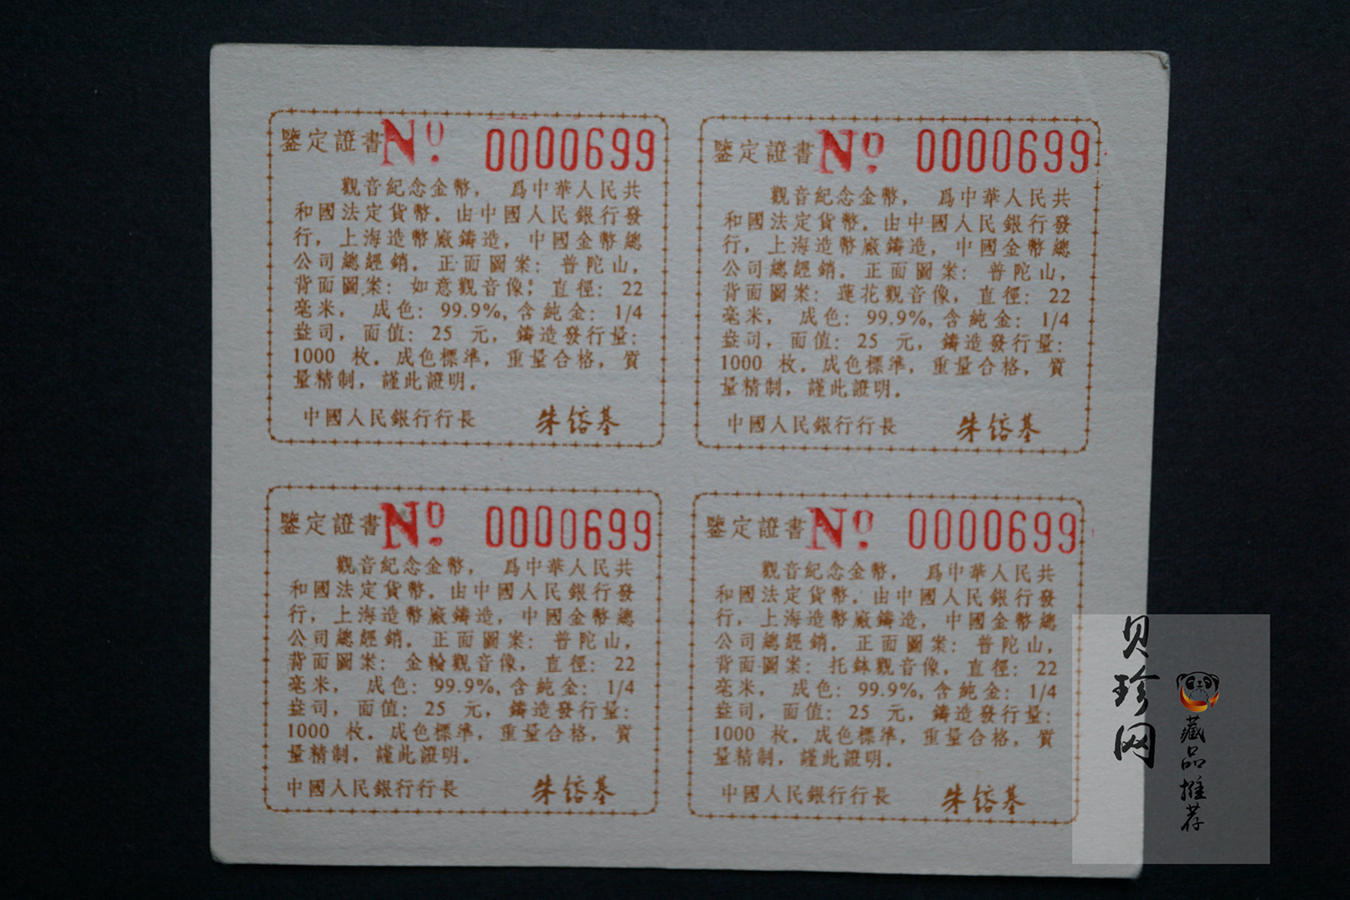 鑒定證書 No 0000699
觀音紀念金幣， 爲中華人民共
和國法定貨幣．由中國人民銀行發
行，上海造幣廠鑄造，中國金幣總
公司總經銷．正面圖案：普陀山，
背面圖案：如意觀音像；直徑：22
毫米， 成色：99.9%,含純金：1/4
盎司，面值：25 元，鑄造發行量：
1000 枚．成色標準，重量合格，質
量精制，謹此證明．
中國人民銀行行長 朱鎔基
鑒定證書 No 0000699
觀音紀念金幣， 爲中華人民共
和國法定貨幣．由中國人民銀行發
行，上海造幣廠鑄造，中國金幣總
公司總經銷．正面圖案：普陀山，
背面圖案：蓮花觀音像，直徑：22
毫米， 成色：99.9%,含純金：1/4
盎司，面值：25 元，鑄造發行量：
1000 枚．成色標準，重量合格，質
量精制，謹此證明．
中國人民銀行行長 朱鎔基
鑒定證書 No 0000699
觀音紀念金幣， 爲中華人民共
和國法定貨幣．由中國人民銀行發
行，上海造幣廠鑄造，中國金幣總
公司總經銷．正面圖案：普陀山，
背面圖案：金輪觀音像，直徑：22
毫米， 成色：99.9%,含純金：1/4
盎司，面值：25 元，鑄造發行量：
1000 枚．成色標準，重量合格，質
量精制，謹此證明．
中國人民銀行行長 朱鎔基
鑒定證書 No 0000699
觀音紀念金幣， 爲中華人民共
和國法定貨幣．由中國人民銀行發
行，上海造幣廠鑄造，中國金幣總
公司總經銷．正面圖案：普陀山，
背面圖案：托鉢觀音像，直徑：22
毫米， 成色：99.9%,含純金：1/4
盎司，面值：25 元，鑄造發行量：
1000 枚．成色標準，重量合格，質
量精制，謹此證明．
中國人民銀行行長 朱鎔基
贝珍网
藏品推荐